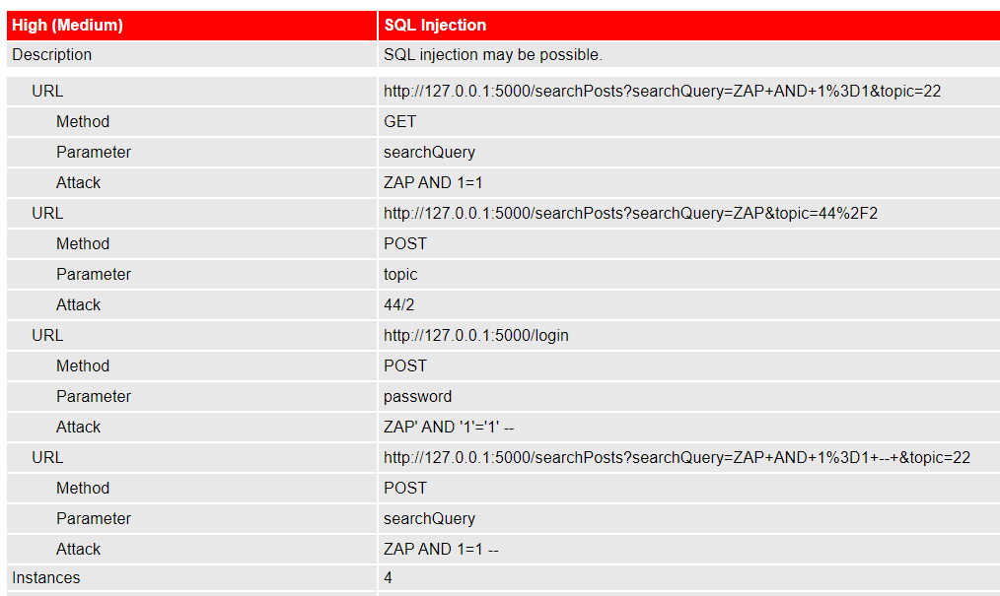 High (Medium) SQL Injection
Description SQL injection may be possible.
URL http://127.0.0.1:5000/searchPosts?searchQuery=ZAP+AND+1%3D1&topic=22
Method GET
Parameter searchQuery
Attack ZAP AND 1=1
URL http://127.0.0.1:5000/searchPosts?searchQuery=ZAP&topic=44%2F2
Method POST
Parameter topic
Attack 44/2
URL http://127.0.0.1:5000/login
Method POST
Parameter password
Attack ZAP' AND '1'='1' --
URL http://127.0.0.1:5000/searchPosts?searchQuery=ZAP+AND+1%3D1+--+&topic=22
Method POST
Parameter searchQuery
Attack ZAP AND 1=1 --
Instances 4